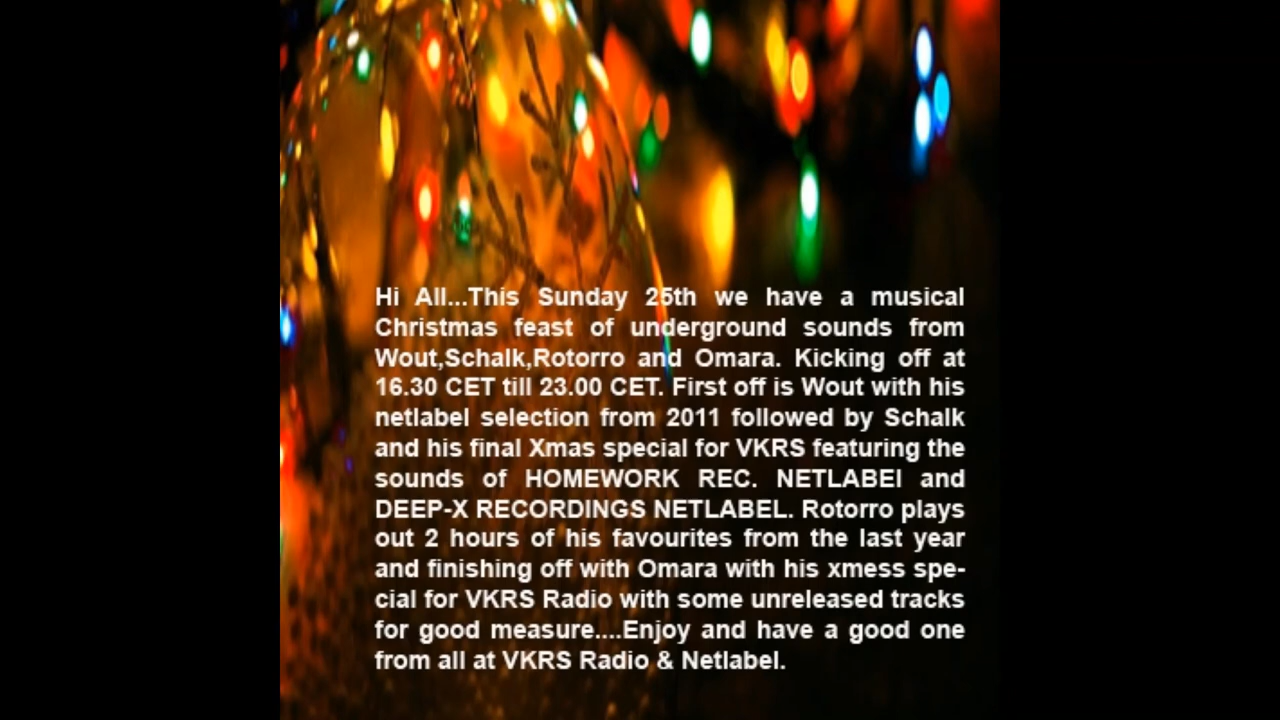 Hi All...This Sunday 25th we have a musical
Christmas feast of underground sounds from
Wout,Schalk,Rotorro and Omara. Kicking off at
16.30 CET till 23.00 CET. First off is Wout with his
netlabel selection from 2011 followed by Schalk
and his final Xmas special for VKRS featuring the
sounds of HOMEWORK REC. NETLABEl and
DEEP-X RECORDINGS NETLABEL. Rotorro plays
out 2 hours of his favourites from the last year
and finishing off with Omara with his xmess spe-
cial for VKRS Radio with some unreleased tracks
for good measure....Enjoy and have a good one
from all at VKRS Radio & Netlabel.